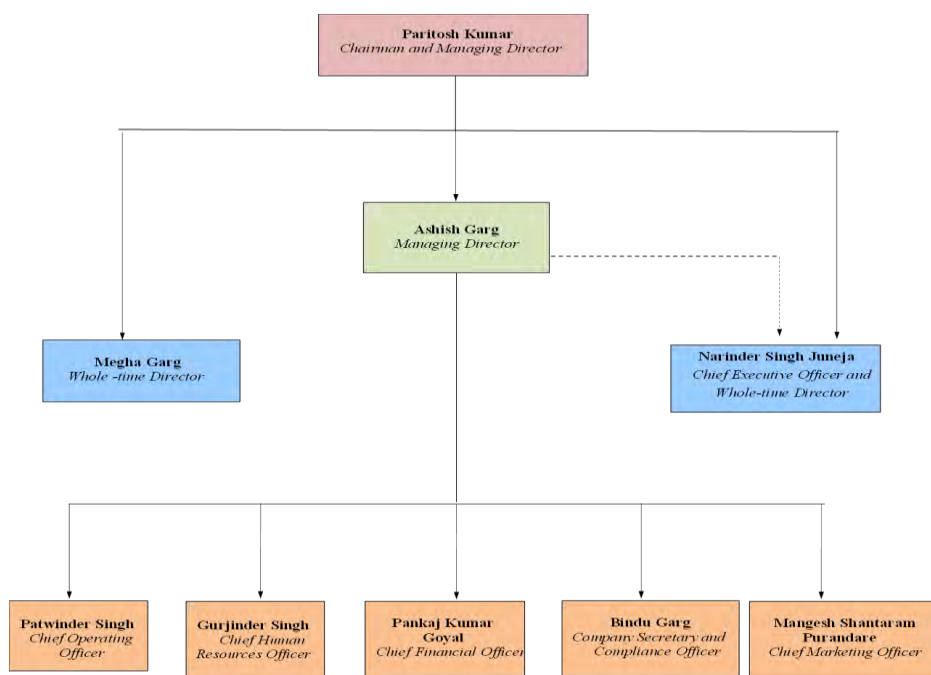 Paritosh Kumar
Chairman and Managing Director
Ashish Garg
Managing Director
Megha Garg
Whole -time Director
Narinder Singh Juneja
Chief Executive Officer and
Whole-time Director
Patwinder Singh
Chief Operating
Officer
Gurjinder Singh
Chief Human
Resources Officer
Pankaj Kumar
Goyal
Chief Financial Officer
Bindu Garg
Company Secretary and
Compliance Officer
Mangesh Shantaram
Purandare
Chief Marketing Officer